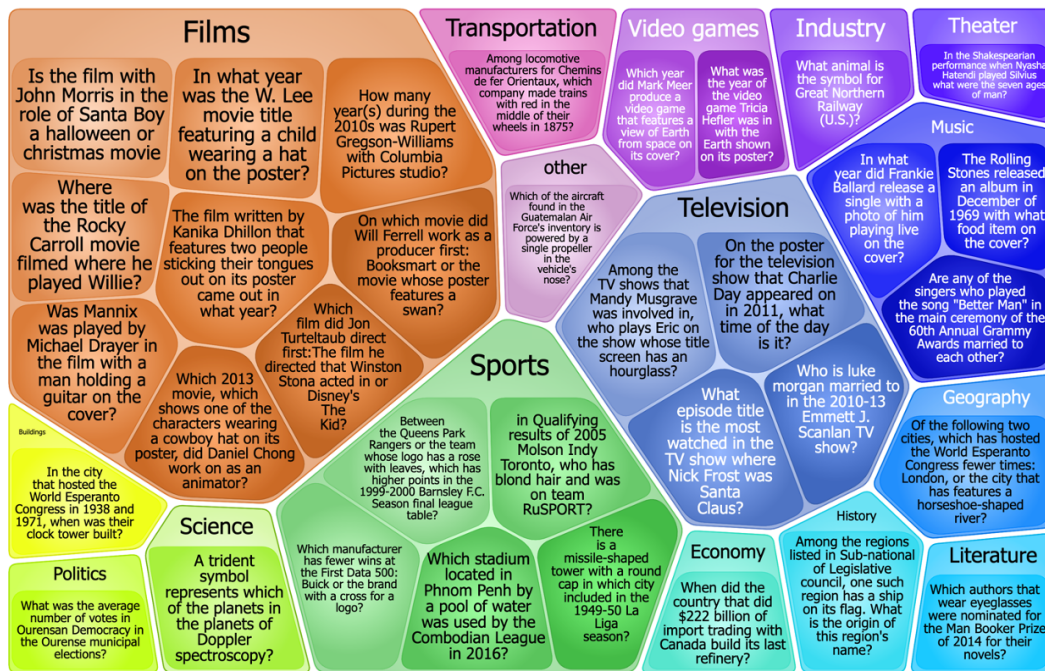 Films
Is the film with
John Morris in the
role of Santa Boy
a halloween or
christmas movie
In what year
was the W. Lee
movie title
featuring a child
wearing a hat
on the poster?
How many
year(s) during the
2010s was Rupert
Gregson-Williams
with Columbia
Pictures studio?
Where
was the title of
the Rocky
Carroll movie
filmed where he
played Willie?
The film written by
Kanika Dhillon that
features two people
sticking their tongues
out on its poster
came out in
what year?
On which movie did
Will Ferrell work as a
producer first:
Booksmart or the
movie whose poster
features a
swan?
Was Mannix
was played by
Michael Drayer in
the film with a
man holding a
guitar on the
cover?
Which 2013
movie, which
shows one of the
characters wearing
a cowboy hat on its
poster, did Daniel Chong
work on as an
animator?
Which
film did Jon
Turteltaub direct
first:The film he
directed that Winston
Stona acted in or
Disney's
The
Kid?
Transportation
Among locomotive
manufacturers for Chemins
de fer Orientaux, which
company made trains
with red in the
middle of their
wheels in 1875?
other
Which of the aircraft
found in the
Guatemalan Air
Force's inventory is
powered by a
single propeller
in the
vehicle's
nose?
Video games
Which year
did Mark Meer
produce a
video game
that features a
view of Earth
from space on
its cover?
What was
the year of
the video
game Tricia
Hefler was in
with the
Earth shown
on its poster?
Industry
What animal is
the symbol for
Great Northern
Railway
(U.S.)?
Theater
In the Shakespearian
performance when Nyasha
Hatendi played Silvius
what were the seven ages
of man?
Music
In what
year did Frankie
Ballard release a
single with a
photo of him
playing live
on the
cover?
The Rolling
Stones released
an album in
December of
1969 with what
food item on
the cover?
Are any of the
singers who played
the song "Better Man" in
the main ceremony of the
60th Annual Grammy
Awards married to
each other?
Television
Among the
TV shows that
Mandy Musgrave
was involved in,
who plays Eric on
the show whose title
screen has an
hourglass?
On the poster
for the television
show that Charlie
Day appeared on
in 2011, what
time of the day
is it?
What
episode title
is the most
watched in the
TV show where
Nick Frost was
Santa
Claus?
Who is luke
morgan married to
in the 2010-13
Emmett J.
Scanlan TV
show?
Sports
Between
the Queens Park
Rangers or the team
whose logo has a rose
with leaves, which has
higher points in the
1999-2000 Barnsley F.C.
Season final league
table?
in Qualifying
results of 2005
Molson Indy
Toronto, who has
blond hair and was
on team
RuSPORT?
Which manufacturer
has fewer wins at
the First Data 500:
Buick or the brand
with a cross for a
logo?
Which stadium
located in
Phnom Penh by
a pool of water
was used by the
Combodian League
in 2016?
There
is a
missile-shaped
tower with a round
cap in which city
included in the
1949-50 La
Liga
season?
Buildings
In the city
that hosted the
World Esperanto
Congress in 1938 and
1971, when was their
clock tower built?
Politics
What was the average
number of votes in
Ourensan Democracy in
the Ourense municipal
elections?
Science
A trident
symbol
represents which
of the planets in
the planets of
Doppler
spectroscopy?
Economy
When did the
country that did
$222 billion of
import trading with
Canada build its last
refinery?
History
Among the regions
listed in Sub-national
of Legislative
council, one such
region has a ship
on its flag. What
is the origin of
this region's
name?
Geography
Of the following two
cities, which has hosted
the World Esperanto
Congress fewer times:
London, or the city that
has features a
horseshoe-shaped
river?
Literature
Which authors that
wear eyeglasses
were nominated for
the Man Booker Prize
of 2014 for their
novels?